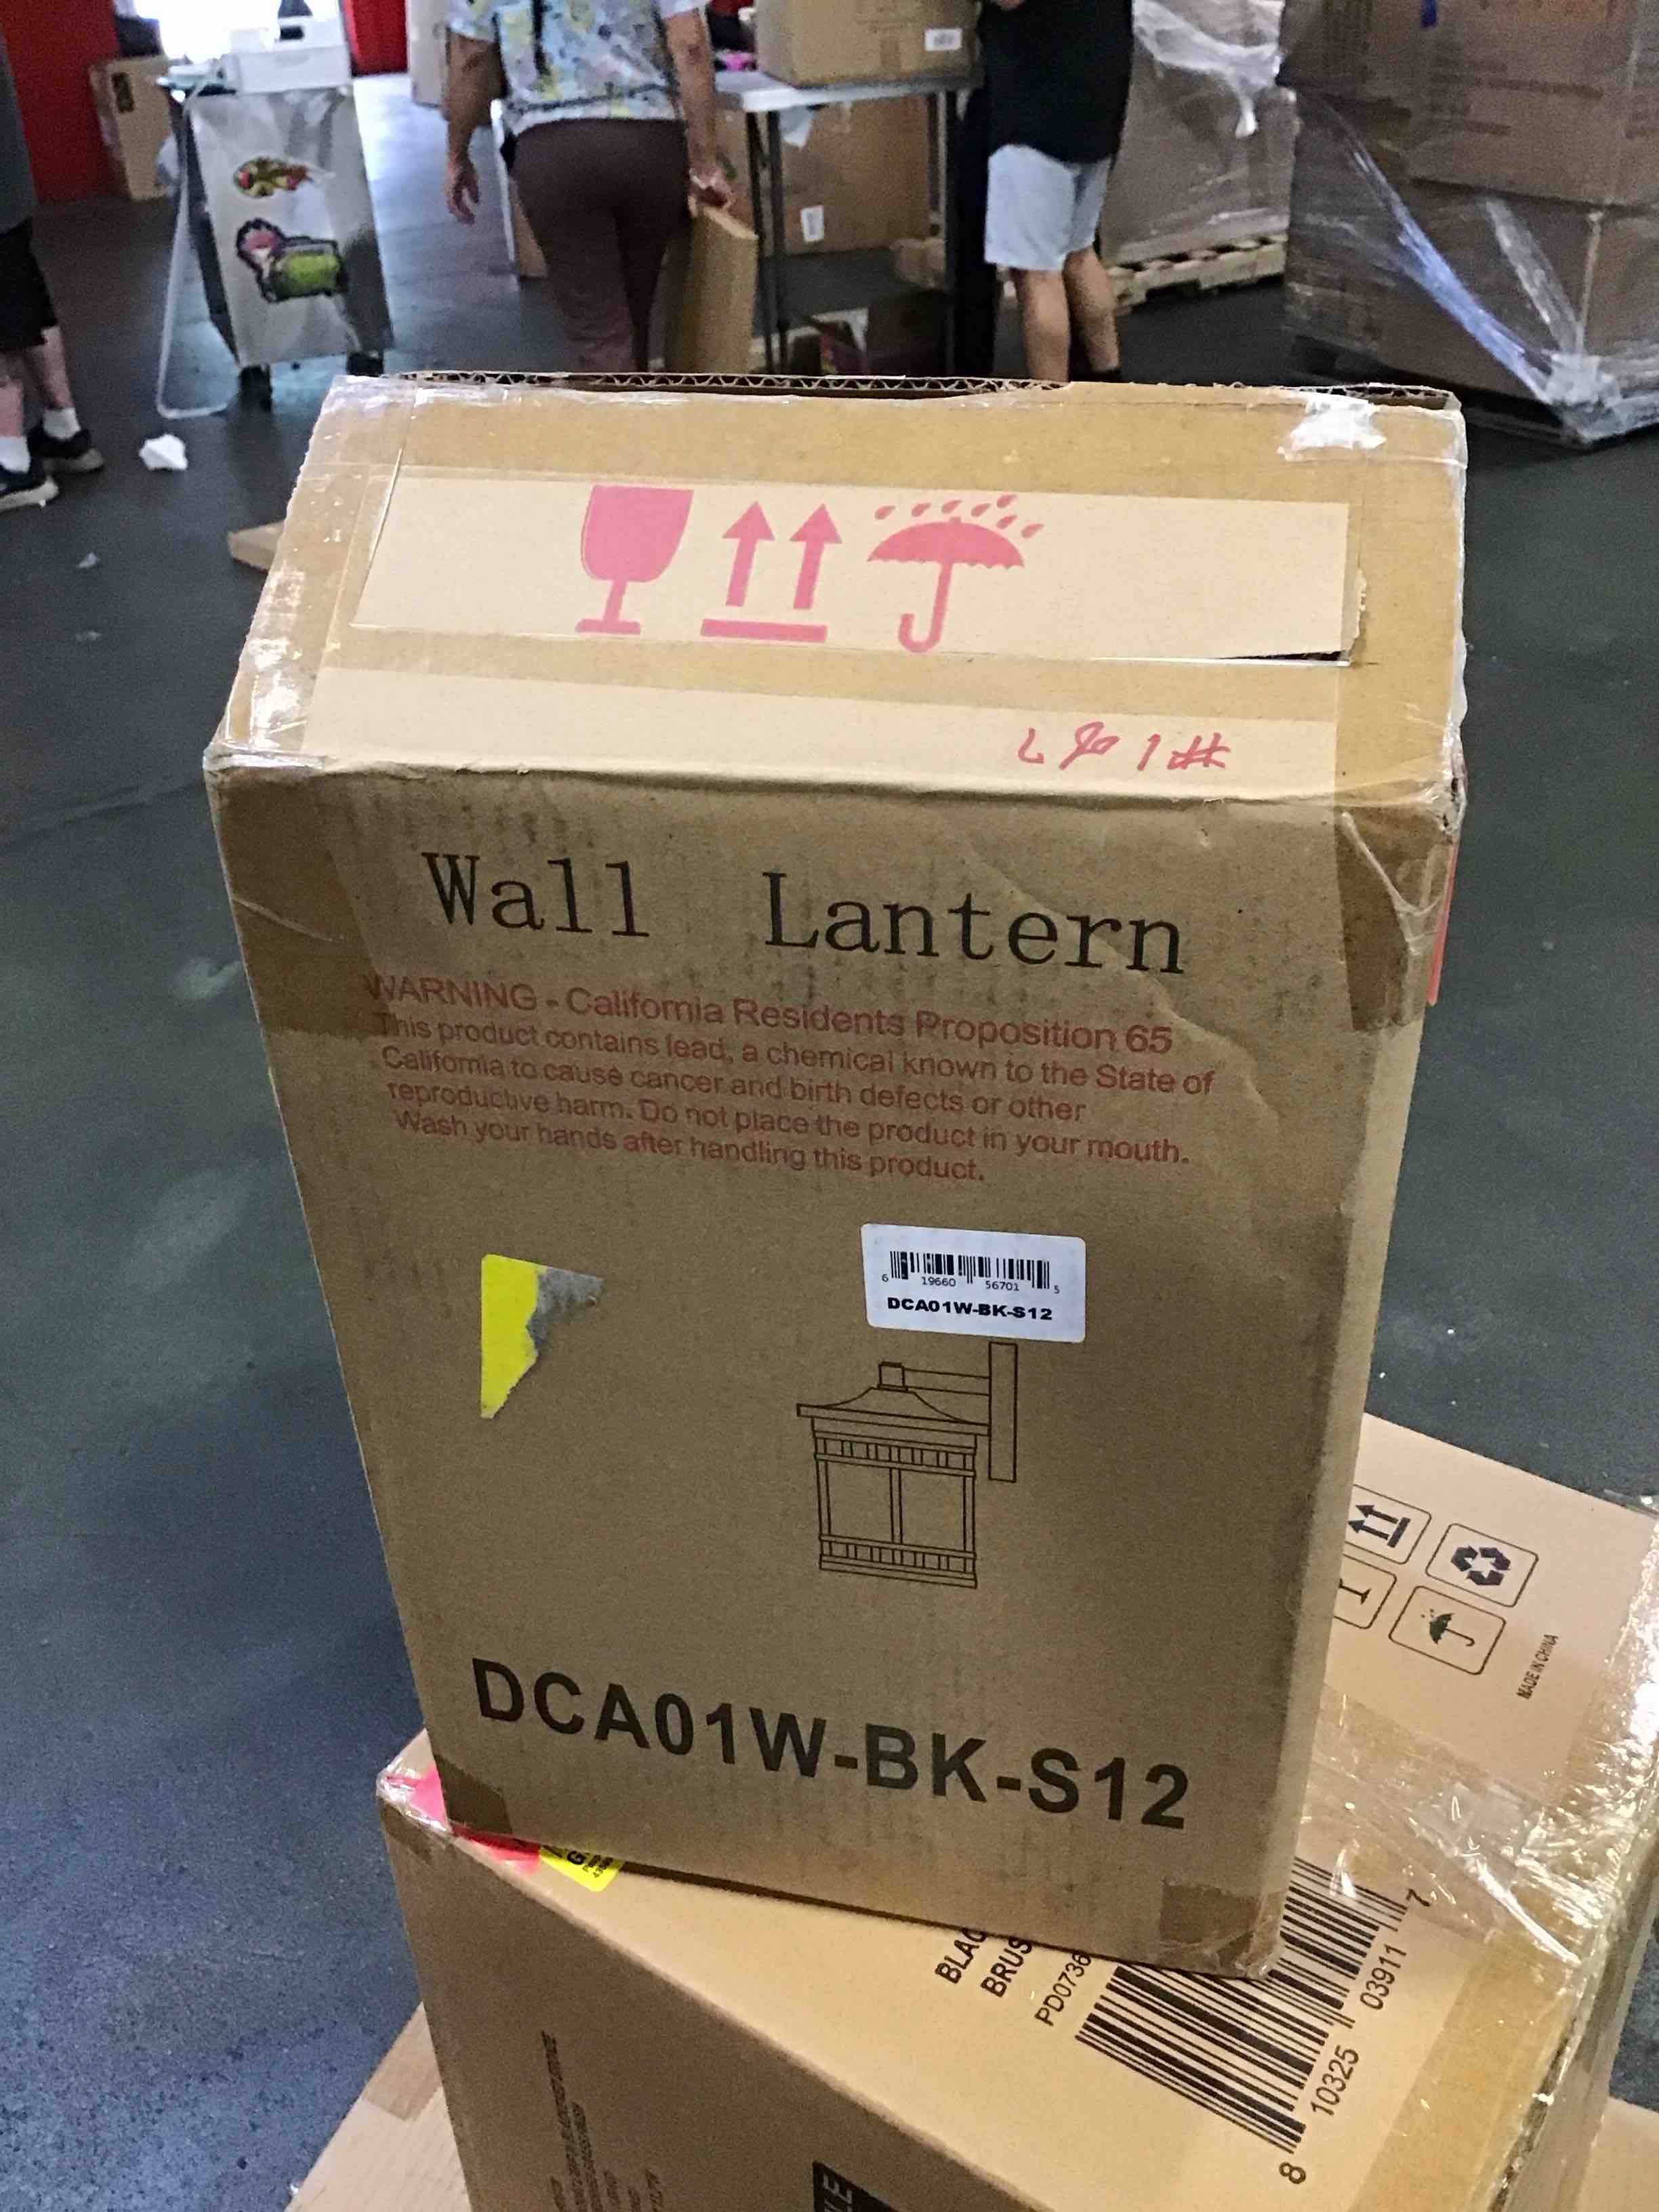 Wall Lantern
WARNING - California Residents Proposition 65
This product contains lead, a chemical known to the State of
California to cause cancer and birth defects or other
reproductive harm. Do not place the product in your mouth.
Wash your hands after handling this product.
6 19660 56701 5
DCA01W-BK-S12
DCA01W-BK-S12
MADE IN CHINA
PD0736
8 10325 03911 7